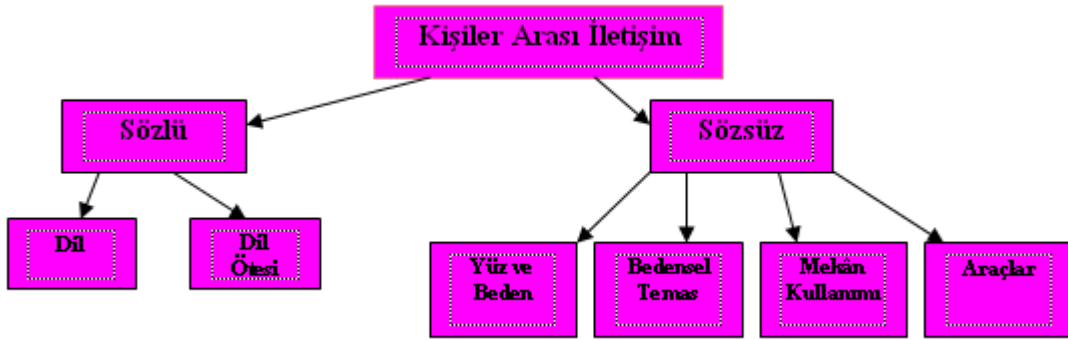 Kişiler Arası İletişim
Sözlü
Sözsüz
Dil
Dil
Ötesi
Yüz ve
Beden
Bedensel
Temas
Mekân
Kullanımı
Araçlar